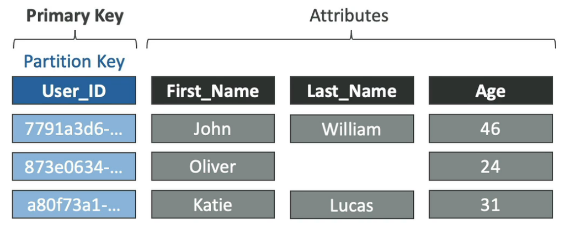 Primary Key Attributes
Partition Key
User_ID First_Name Last_Name Age
7791a3d6-... John William 46
873e0634-... Oliver 24
a80f73a1-... Katie Lucas 31